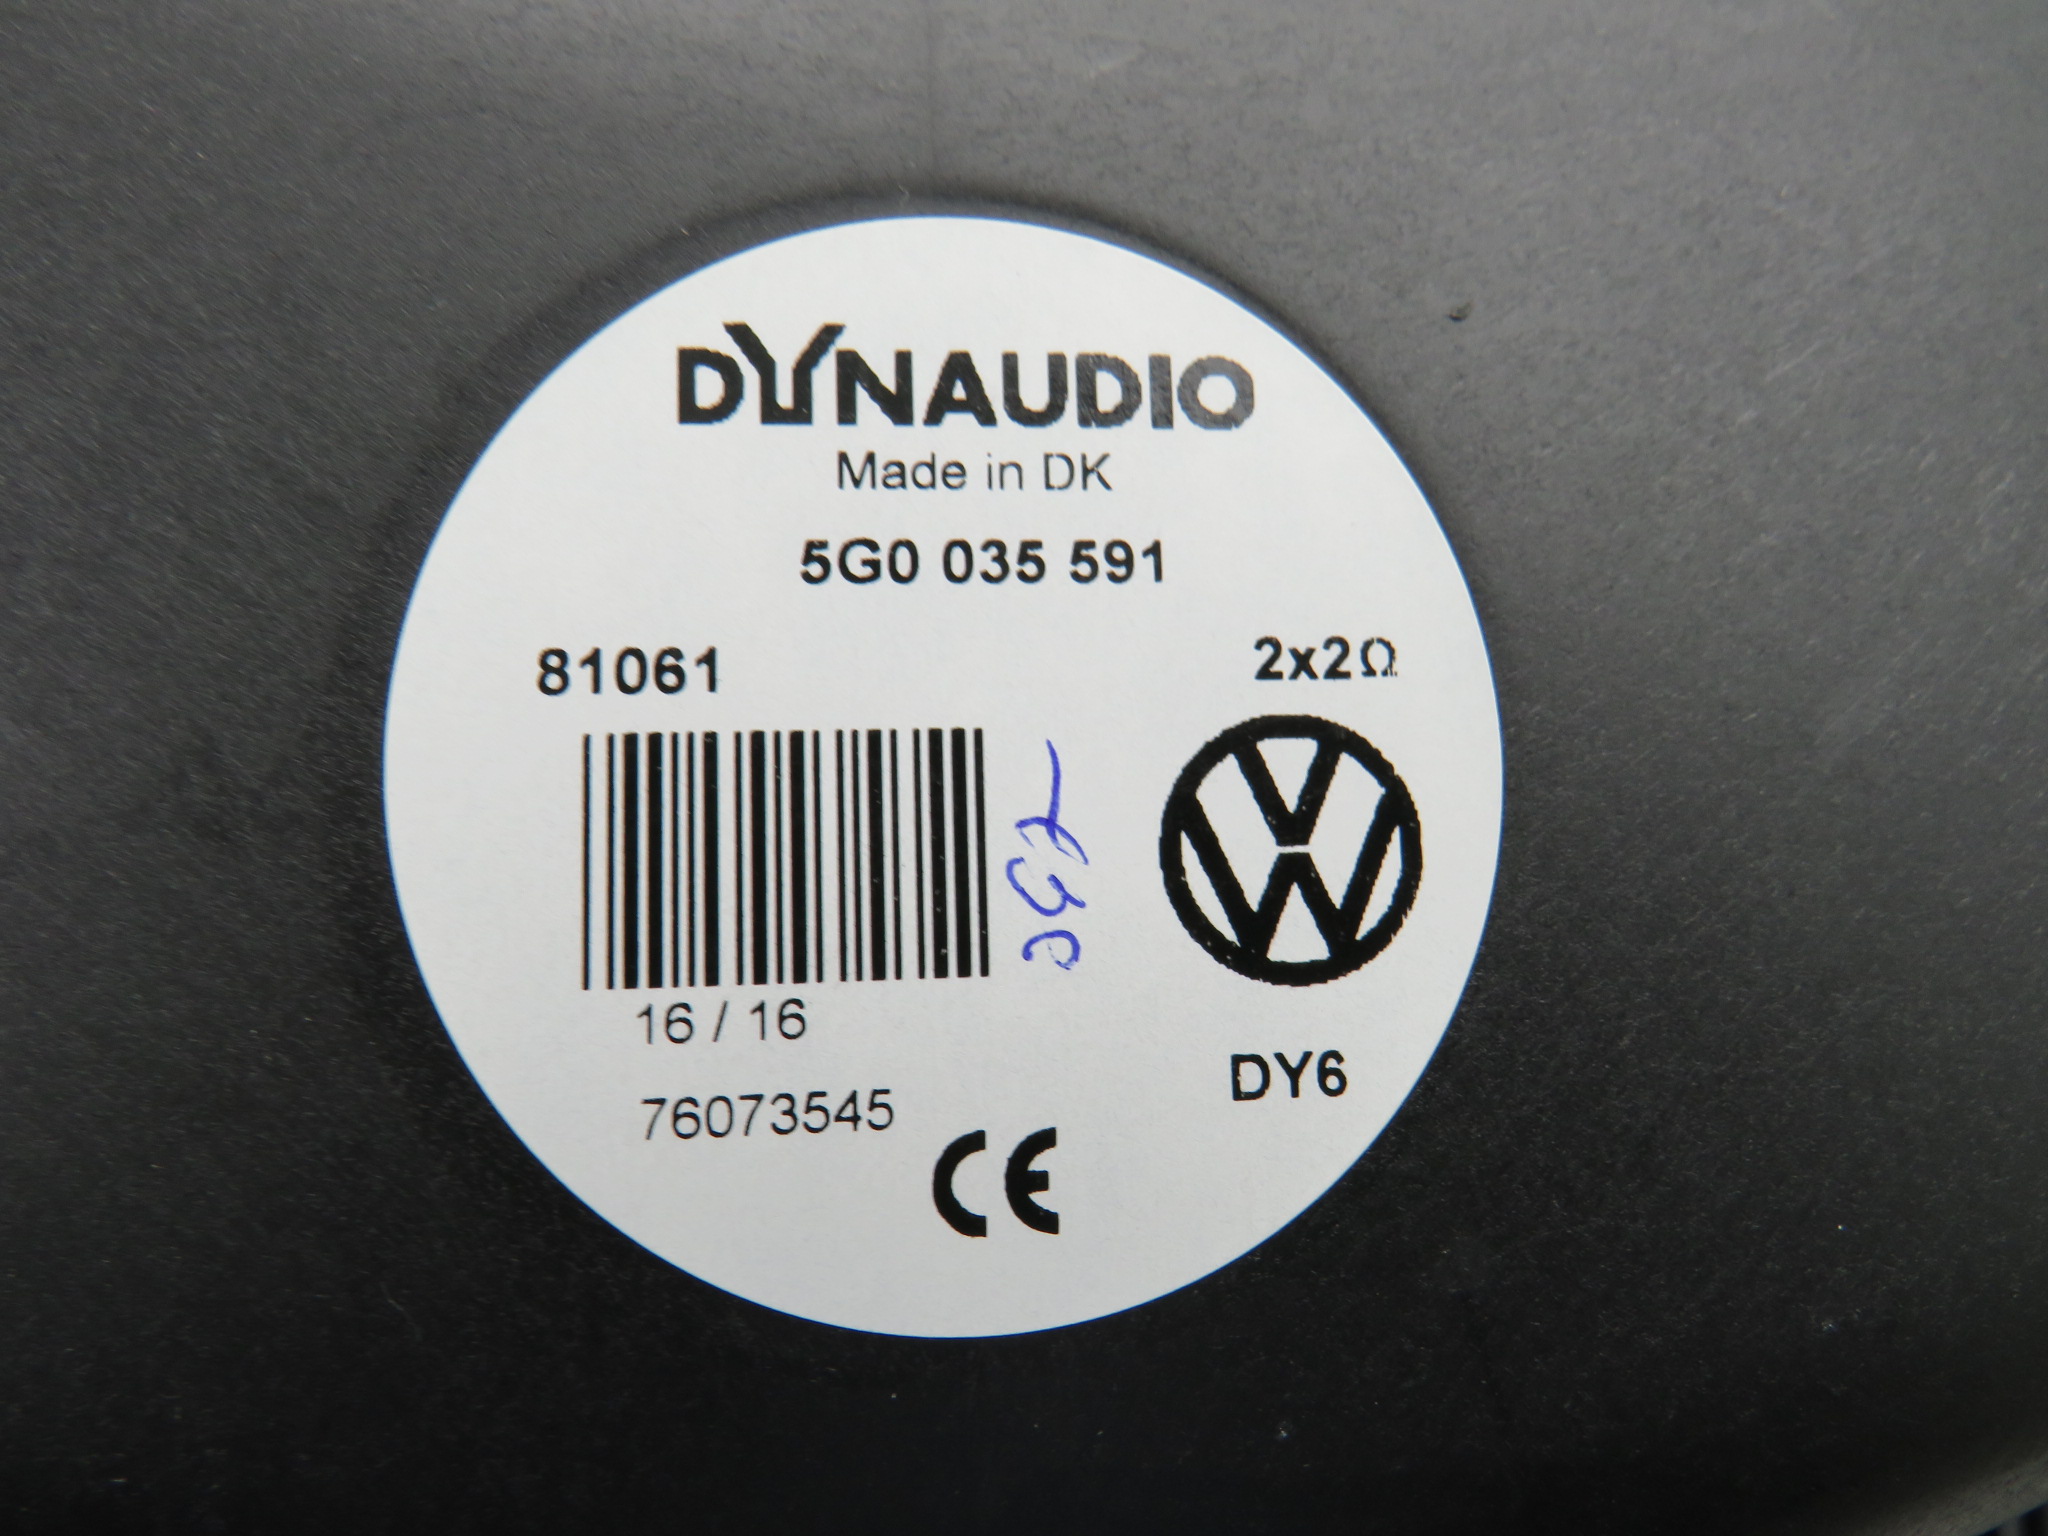 DYNAUDIO
Made in DK
5G0 035 591
81061
2x2Ω
16 / 16
76073545
DY6
CE